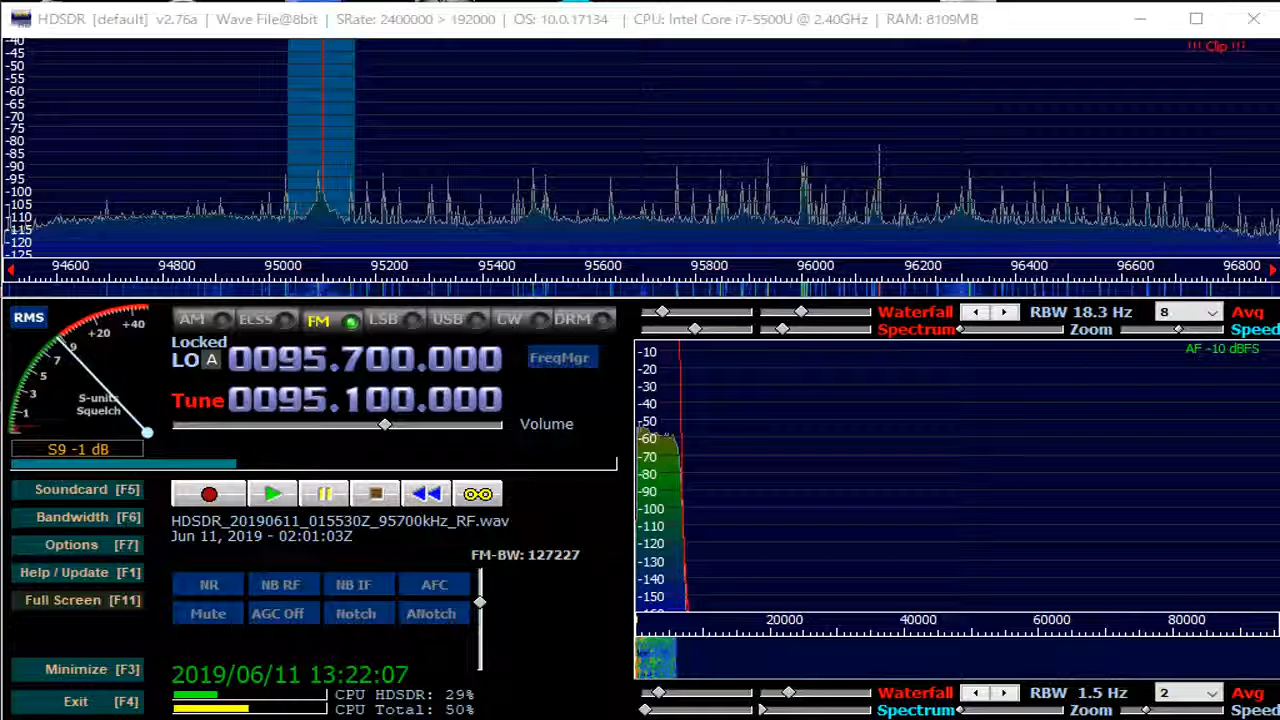 HDSDR [default] v2.76a | Wave File@8bit | SRate: 2400000 > 192000 | OS: 10.0.17134 | CPU: Intel Core i7-5500U @ 2.40GHz | RAM: 8109MB
!!! Clip !!!
-40
-45
-50
-55
-60
-65
-70
-75
-80
-85
-90
-95
-100
-105
-110
-115
-120
-125
94600 94800 95000 95200 95400 95600 95800 96000 96200 96400 96600 96800
RMS
+20 +40
1 3 5 7 9
S-units
Squelch
S9 -1 dB
AM ECSS FM LSB USB CW DRM
Locked
LO A 0095.700.000
FreqMgr
Tune 0095.100.000
Volume
Waterfall RBW 18.3 Hz 8 Avg
Spectrum Zoom Speed
AF -10 dBFS
-10
-20
-30
-40
-50
-60
-70
-80
-90
-100
-110
-120
-130
-140
-150
20000 40000 60000 80000
Soundcard [F5]
Bandwidth [F6]
Options [F7]
Help / Update [F1]
Full Screen [F11]
Minimize [F3]
Exit [F4]
HDSDR_20190611_015530Z_95700kHz_RF.wav
Jun 11, 2019 - 02:01:03Z
FM-BW: 127227
NR NB RF NB IF AFC
Mute AGC Off Notch ANotch
2019/06/11 13:22:07
CPU HDSDR: 29%
CPU Total: 50%
Waterfall RBW 1.5 Hz 2 Avg
Spectrum Zoom Speed